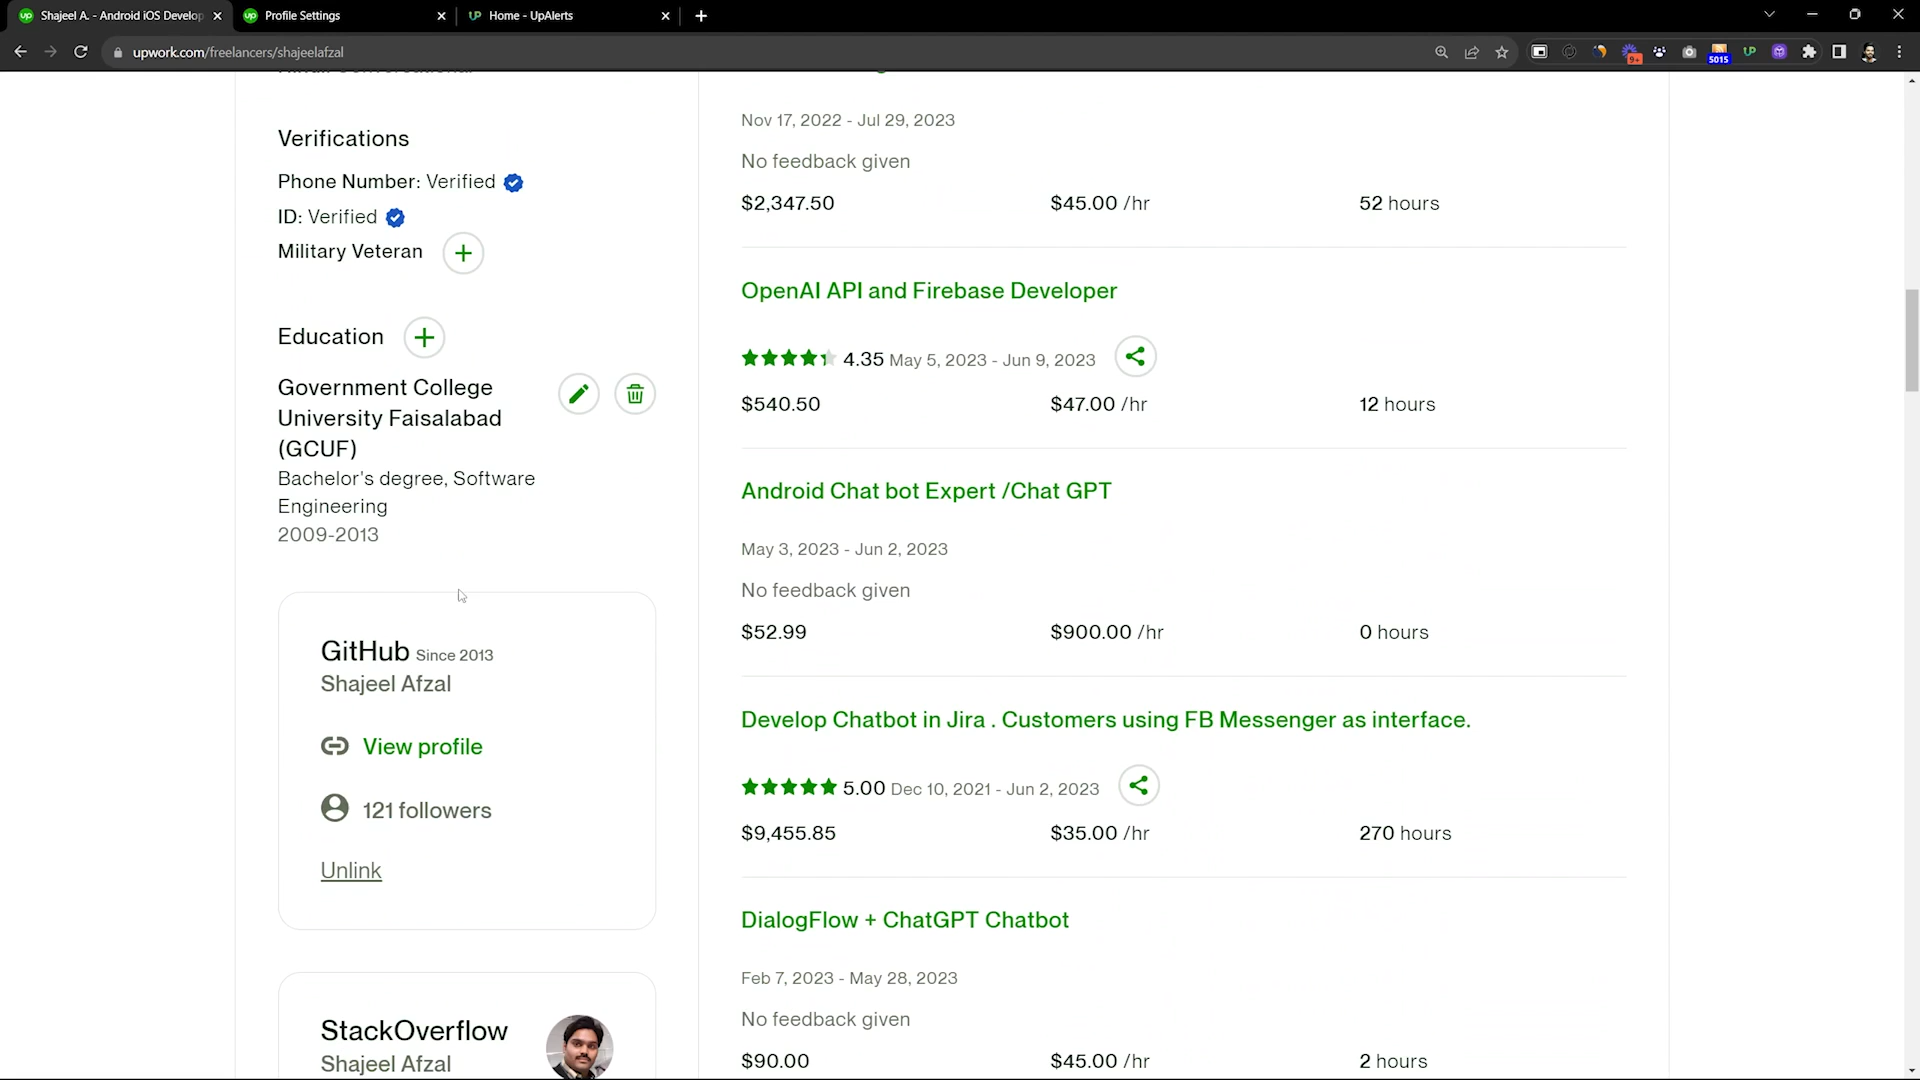 Shajeel A. - Android iOS Develop
Profile Settings
Home - UpAlerts
upwork.com/freelancers/shajeelafzal
9+
5015
UP
Verifications
Phone Number: Verified
ID: Verified
Military Veteran
Education
Government College
University Faisalabad
(GCUF)
Bachelor's degree, Software
Engineering
2009-2013
GitHub Since 2013
Shajeel Afzal
View profile
121 followers
Unlink
StackOverflow
Shajeel Afzal
Nov 17, 2022 - Jul 29, 2023
No feedback given
$2,347.50 $45.00 /hr 52 hours
OpenAI API and Firebase Developer
4.35 May 5, 2023 - Jun 9, 2023
$540.50 $47.00 /hr 12 hours
Android Chat bot Expert /Chat GPT
May 3, 2023 - Jun 2, 2023
No feedback given
$52.99 $900.00 /hr 0 hours
Develop Chatbot in Jira . Customers using FB Messenger as interface.
5.00 Dec 10, 2021 - Jun 2, 2023
$9,455.85 $35.00 /hr 270 hours
DialogFlow + ChatGPT Chatbot
Feb 7, 2023 - May 28, 2023
No feedback given
$90.00 $45.00 /hr 2 hours